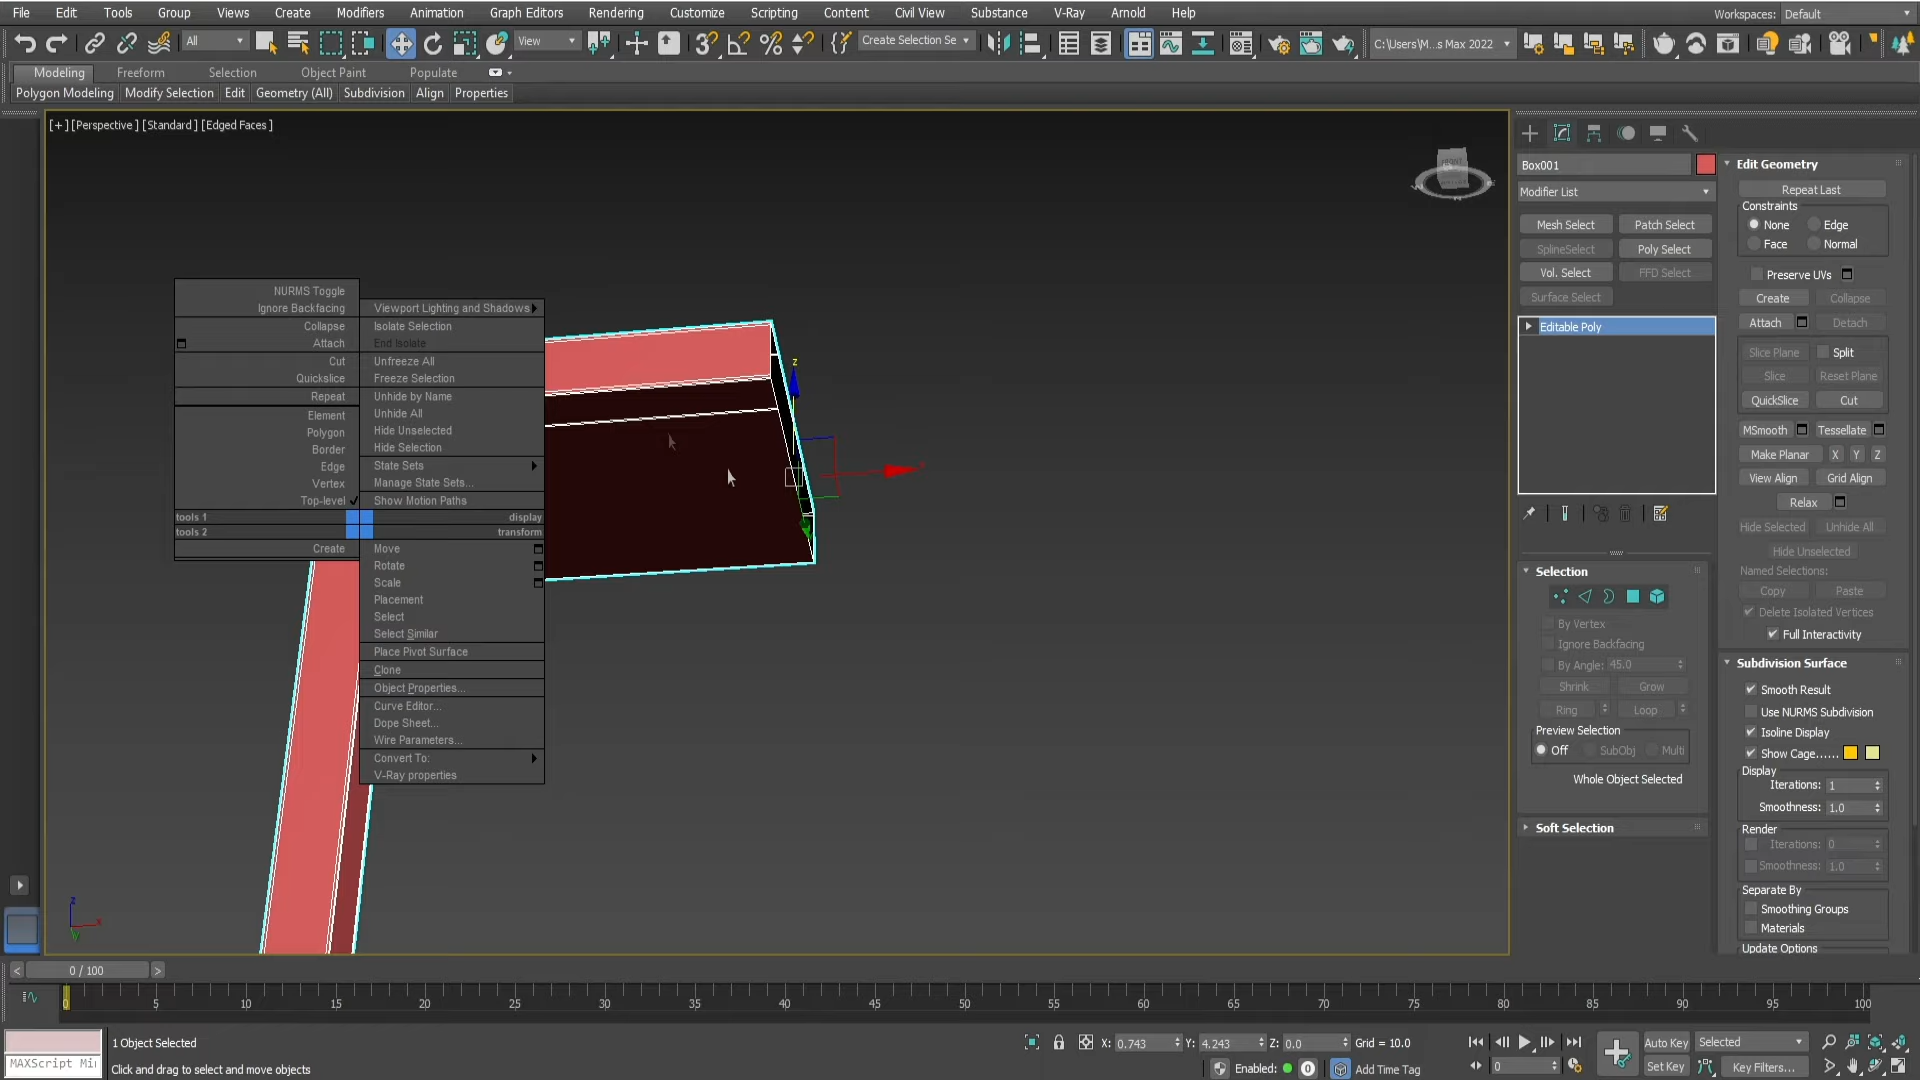 File Edit Tools Group Views Create Modifiers Animation Graph Editors Rendering Customize Scripting Content Civil View Substance V-Ray Arnold Help
Workspaces: Default
All View Create Selection Se C:\Users\M...s Max 2022
Modeling Freeform Selection Object Paint Populate
Polygon Modeling Modify Selection Edit Geometry (All) Subdivision Align Properties
[+] [Perspective] [Standard] [Edged Faces]
NURMS Toggle
Ignore Backfacing
Collapse
Attach
Cut
Quickslice
Repeat
Element
Polygon
Border
Edge
Vertex
Top-level
tools 1
tools 2
Create
Viewport Lighting and Shadows
Isolate Selection
End Isolate
Unfreeze All
Freeze Selection
Unhide by Name
Unhide All
Hide Unselected
Hide Selection
State Sets
Manage State Sets...
Show Motion Paths
display
transform
Move
Rotate
Scale
Placement
Select
Select Similar
Place Pivot Surface
Clone
Object Properties...
Curve Editor...
Dope Sheet...
Wire Parameters...
Convert To:
V-Ray properties
z
FRONT
Box001
Modifier List
Mesh Select Patch Select
SplineSelect Poly Select
Vol. Select FFD Select
Surface Select
Editable Poly
Selection
By Vertex
Ignore Backfacing
By Angle: 45.0
Shrink Grow
Ring Loop
Preview Selection
Off SubObj Multi
Whole Object Selected
Soft Selection
Edit Geometry
Repeat Last
Constraints
None Edge
Face Normal
Preserve UVs
Create Collapse
Attach Detach
Slice Plane Split
Slice Reset Plane
QuickSlice Cut
MSmooth Tessellate
Make Planar X Y Z
View Align Grid Align
Relax
Hide Selected Unhide All
Hide Unselected
Named Selections:
Copy Paste
Delete Isolated Vertices
Full Interactivity
Subdivision Surface
Smooth Result
Use NURMS Subdivision
Isoline Display
Show Cage......
Display
Iterations: 1
Smoothness: 1.0
Render
Iterations: 0
Smoothness: 1.0
Separate By
Smoothing Groups
Materials
Update Options
< 0 / 100 >
0 5 10 15 20 25 30 35 40 45 50 55 60 65 70 75 80 85 90 95 100
MAXScript Mi
1 Object Selected
Click and drag to select and move objects
X: 0.743 Y: 4.243 Z: 0.0 Grid = 10.0
Enabled: 0 Add Time Tag
0
Auto Key Selected
Set Key Key Filters...